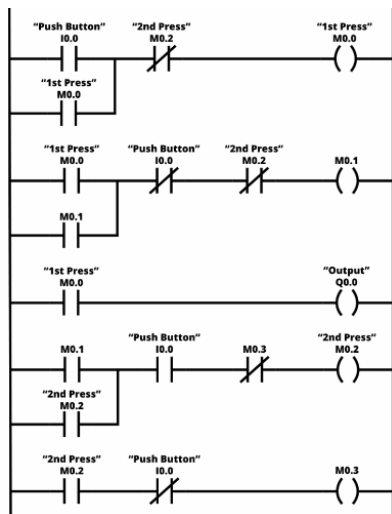 "Push Button" "2nd Press" "1st Press"
I0.0 M0.2 M0.0
"1st Press"
M0.0
"1st Press" "Push Button" "2nd Press"
M0.0 I0.0 M0.2 M0.1
M0.1
"1st Press" "Output"
M0.0 Q0.0
"Push Button" "2nd Press"
M0.1 I0.0 M0.3 M0.2
"2nd Press"
M0.2
"2nd Press" "Push Button"
M0.2 I0.0 M0.3